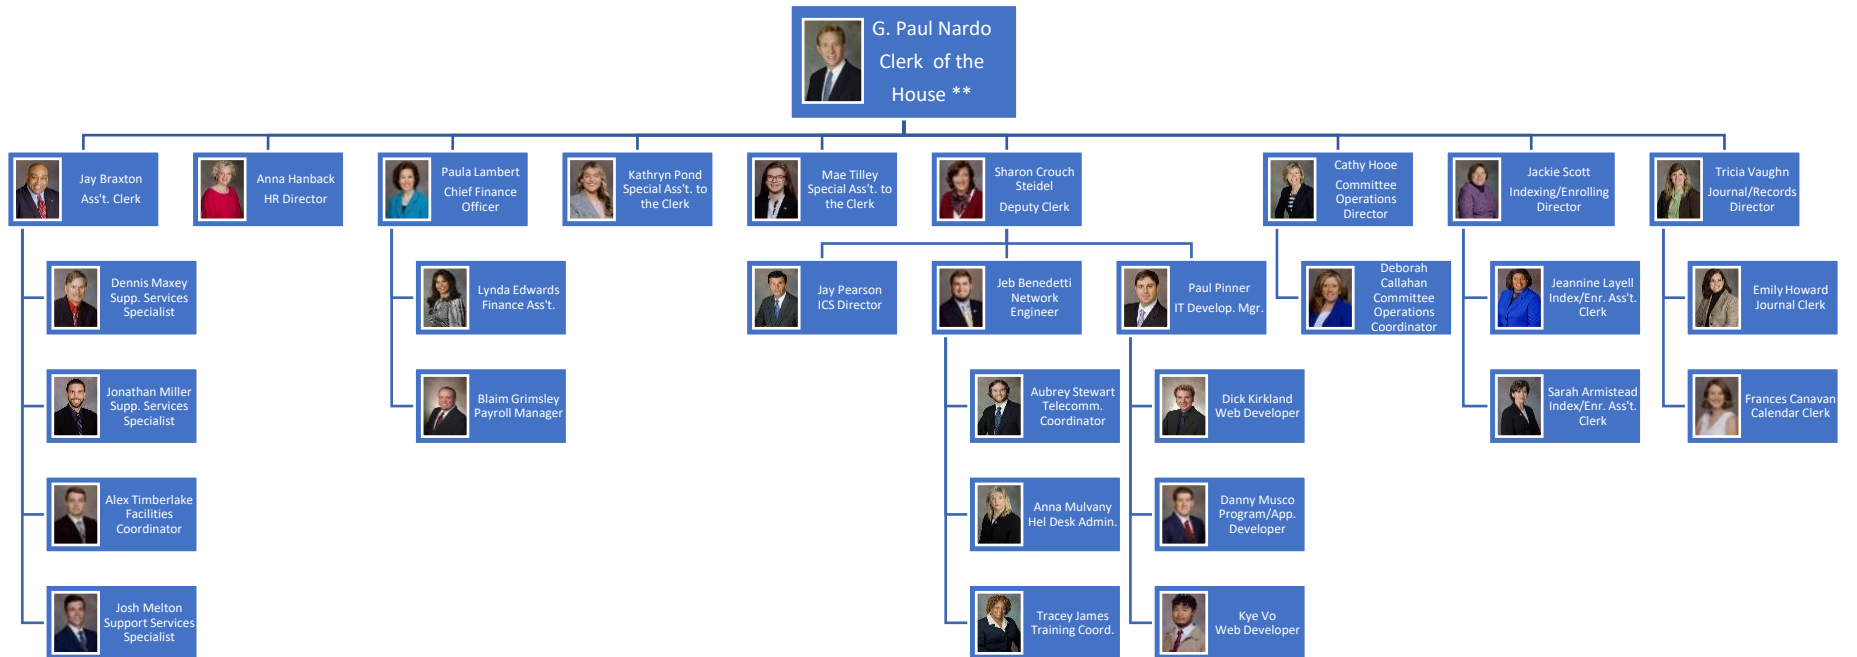 G. Paul Nardo
Clerk of the
House **
Jay Braxton
Ass't. Clerk
Anna Hanback
HR Director
Paula Lambert
Chief Finance
Officer
Kathryn Pond
Special Ass't. to
the Clerk
Mae Tilley
Special Ass't. to
the Clerk
Sharon Crouch
Steidel
Deputy Clerk
Cathy Hooe
Committee
Operations
Director
Jackie Scott
Indexing/Enrolling
Director
Tricia Vaughn
Journal/Records
Director
Dennis Maxey
Supp. Services
Specialist
Lynda Edwards
Finance Ass't.
Jay Pearson
ICS Director
Jeb Benedetti
Network
Engineer
Paul Pinner
IT Develop. Mgr.
Deborah
Callahan
Committee
Operations
Coordinator
Jeannine Layell
Index/Enr. Ass't.
Clerk
Emily Howard
Journal Clerk
Jonathan Miller
Supp. Services
Specialist
Blaim Grimsley
Payroll Manager
Aubrey Stewart
Telecomm.
Coordinator
Dick Kirkland
Web Developer
Sarah Armistead
Index/Enr. Ass't.
Clerk
Frances Canavan
Calendar Clerk
Alex Timberlake
Facilities
Coordinator
Anna Mulvany
Hel Desk Admin.
Danny Musco
Program/App.
Developer
Josh Melton
Support Services
Specialist
Tracey James
Training Coord.
Kye Vo
Web Developer